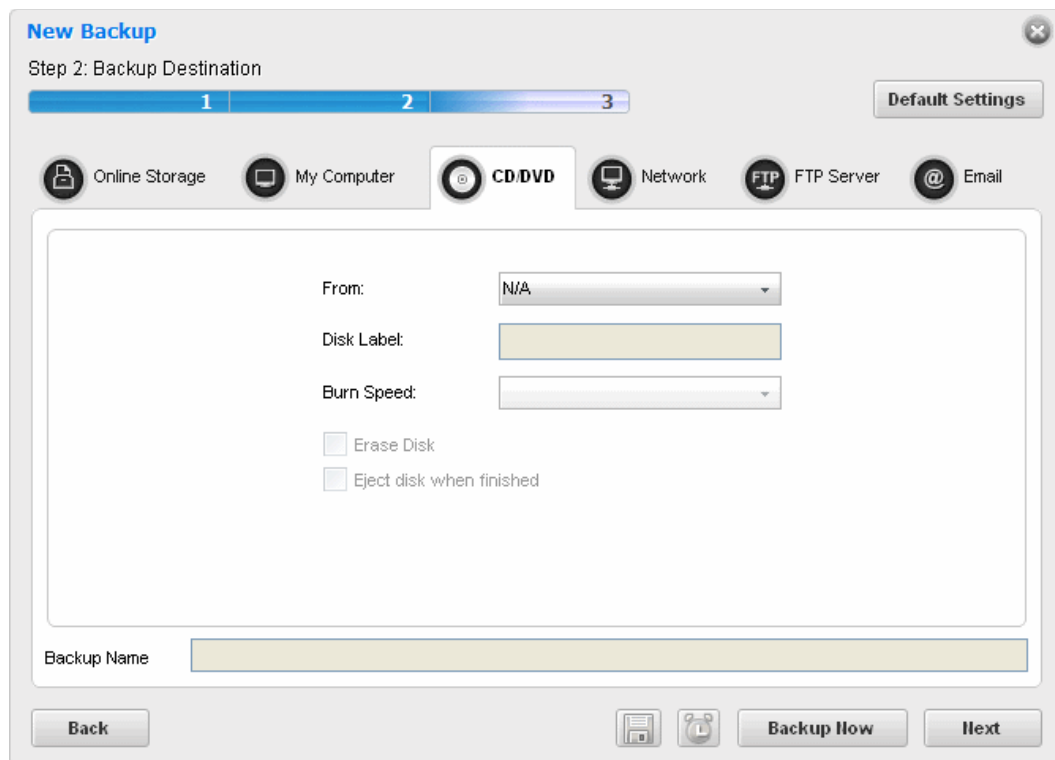 New Backup
Step 2: Backup Destination
1 2 3
Default Settings
Online Storage My Computer CD/DVD Network FTP FTP Server @ Email
From: N/A
Disk Label:
Burn Speed:
Erase Disk
Eject disk when finished
Backup Name
Back Backup Now Next